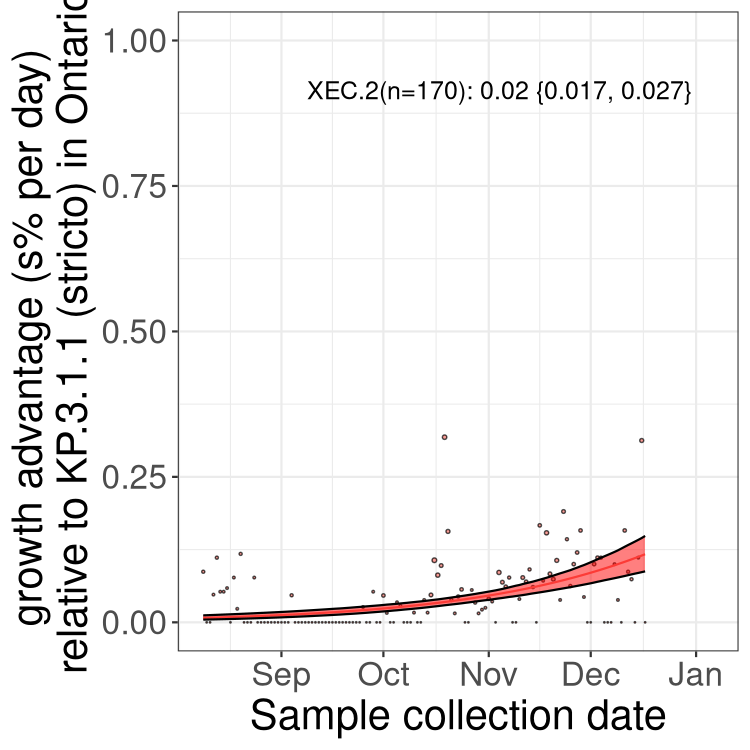 growth advantage (s% per day)
relative to KP.3.1.1 (stricto) in Ontario
1.00
0.75
0.50
0.25
0.00
XEC.2(n=170): 0.02 {0.017, 0.027}
Sep Oct Nov Dec Jan
Sample collection date